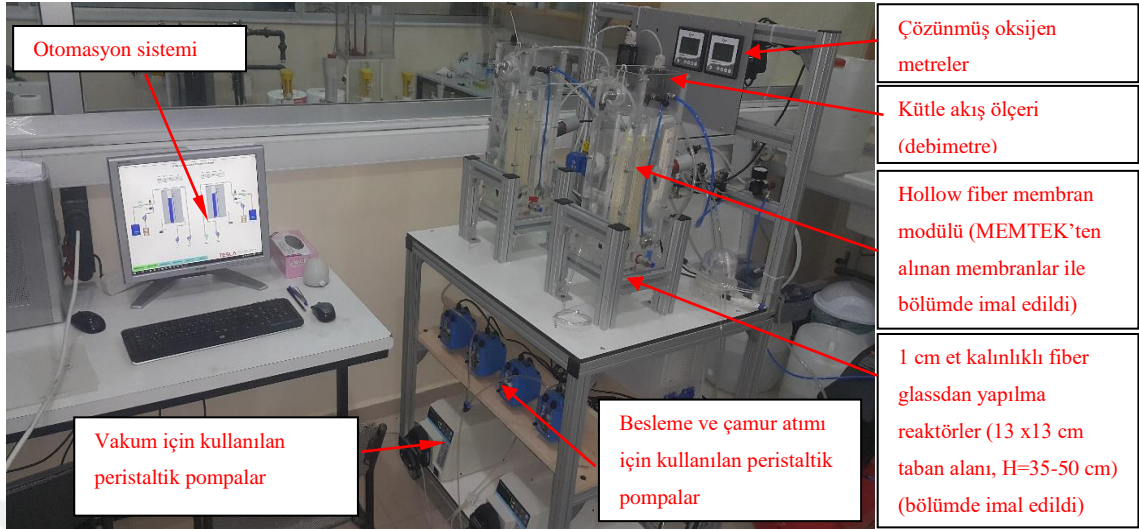 Otomasyon sistemi
Çözünmüş oksijen
metreler
Kütle akış ölçeri
(debimetre)
Hollow fiber membran
modülü (MEMTEK’ten
alınan membranlar ile
bölümde imal edildi)
1 cm et kalınlıklı fiber
glassdan yapılma
reaktörler (13 x13 cm
taban alanı, H=35-50 cm)
(bölümde imal edildi)
Vakum için kullanılan
peristaltik pompalar
Besleme ve çamur atımı
için kullanılan peristaltik
pompalar
TESLA